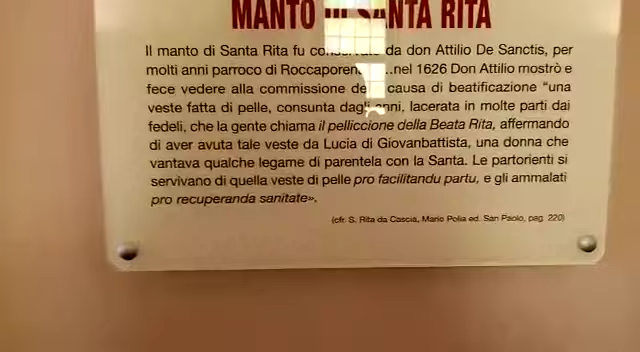 MANTO DI SANTA RITA
Il manto di Santa Rita fu conservato da don Attilio De Sanctis, per
molti anni parroco di Roccaporena. ...nel 1626 Don Attilio mostrò e
fece vedere alla commissione della causa di beatificazione “una
veste fatta di pelle, consunta dagli anni, lacerata in molte parti dai
fedeli, che la gente chiama il pelliccione della Beata Rita, affermando
di aver avuta tale veste da Lucia di Giovanbattista, una donna che
vantava qualche legame di parentela con la Santa. Le partorienti si
servivano di quella veste di pelle pro facilitandu partu, e gli ammalati
pro recuperanda sanitate».
(cfr. S. Rita da Cascia, Mario Polia ed. San Paolo, pag. 220)